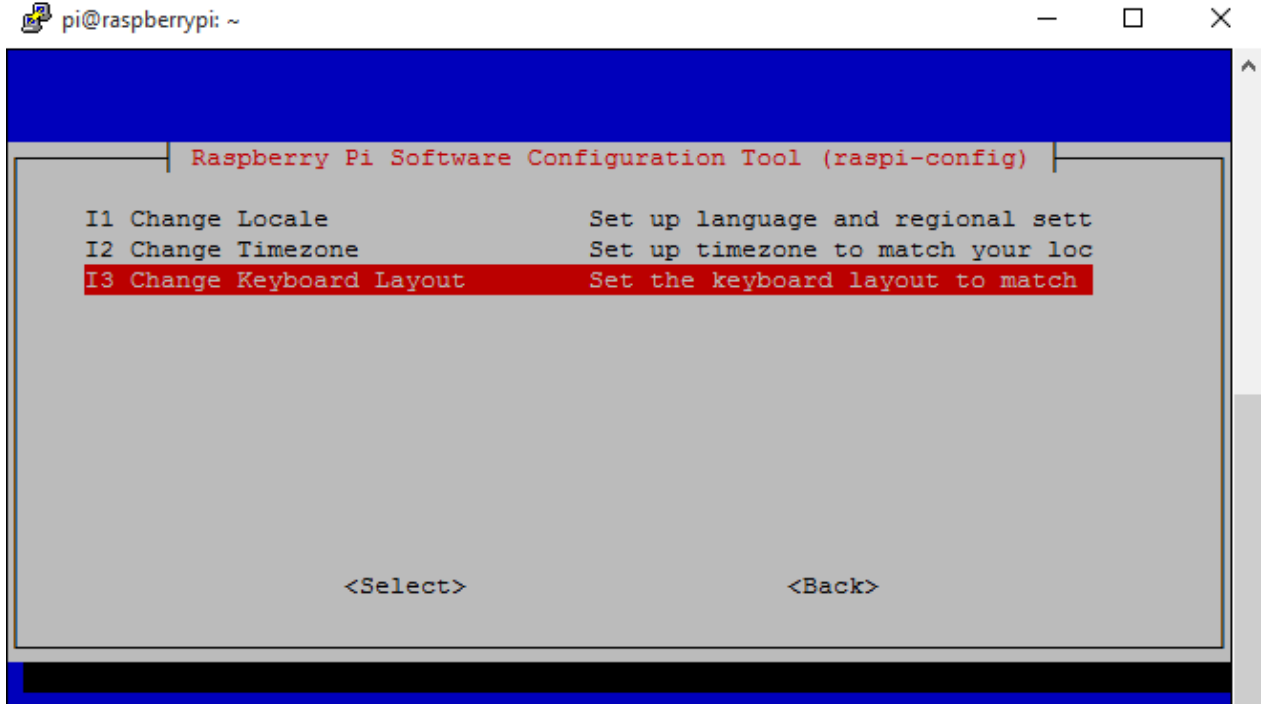 pi@raspberrypi: ~
Raspberry Pi Software Configuration Tool (raspi-config)
I1 Change Locale Set up language and regional sett
I2 Change Timezone Set up timezone to match your loc
I3 Change Keyboard Layout Set the keyboard layout to match
<Select> <Back>